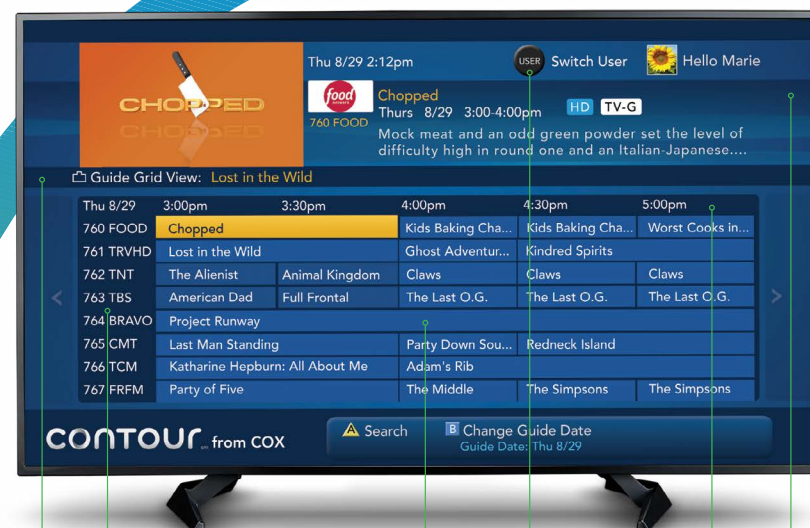 CHOPPED
Thu 8/29 2:12pm
USER Switch User
Hello Marie
food
network
760 FOOD
Chopped
Thurs 8/29 3:00-4:00pm HD TV-G
Mock meat and an odd green powder set the level of
difficulty high in round one and an Italian-Japanese....
Guide Grid View: Lost in the Wild
Thu 8/29 3:00pm 3:30pm 4:00pm 4:30pm 5:00pm
760 FOOD Chopped Kids Baking Cha... Kids Baking Cha... Worst Cooks in...
761 TRVHD Lost in the Wild Ghost Adventur... Kindred Spirits
762 TNT The Alienist Animal Kingdom Claws Claws Claws
763 TBS American Dad Full Frontal The Last O.G. The Last O.G. The Last O.G.
764 BRAVO Project Runway
765 CMT Last Man Standing Party Down Sou... Redneck Island
766 TCM Katharine Hepburn: All About Me Adam's Rib
767 FRFM Party of Five The Middle The Simpsons The Simpsons
contour from COX
A Search B Change Guide Date
Guide Date: Thu 8/29